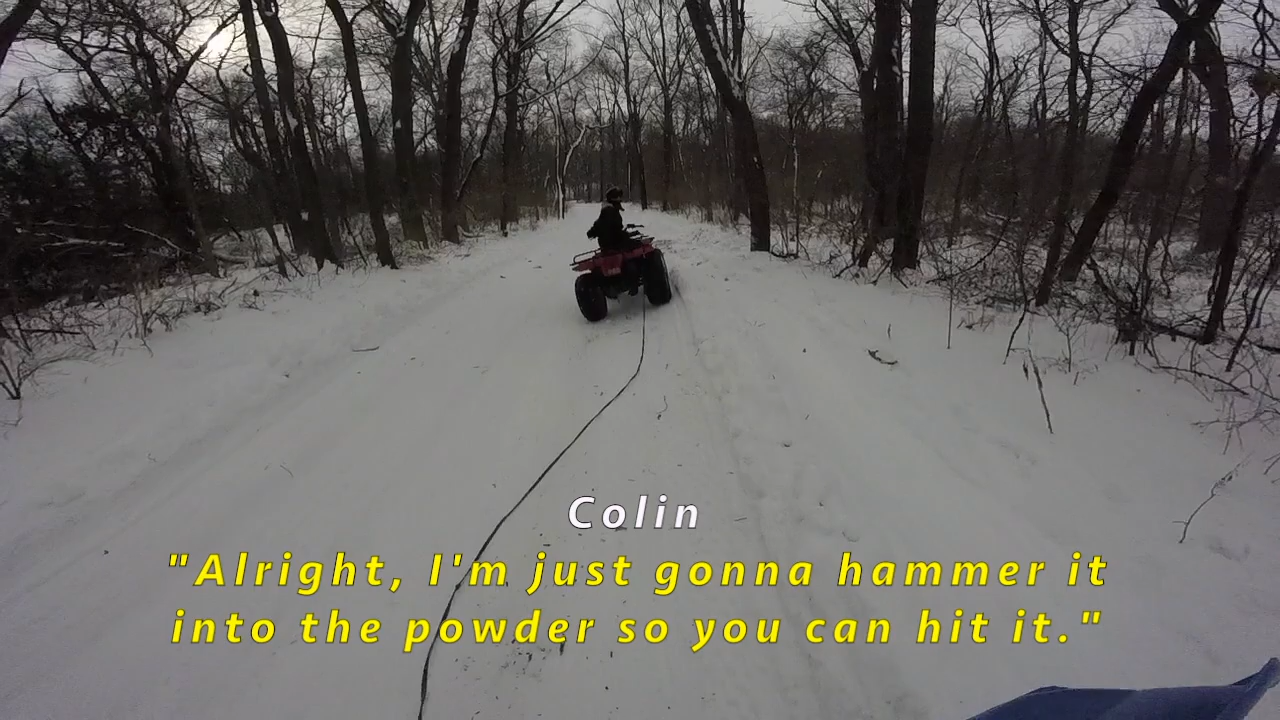 Colin
"Alright, I'm just gonna hammer it
into the powder so you can hit it."